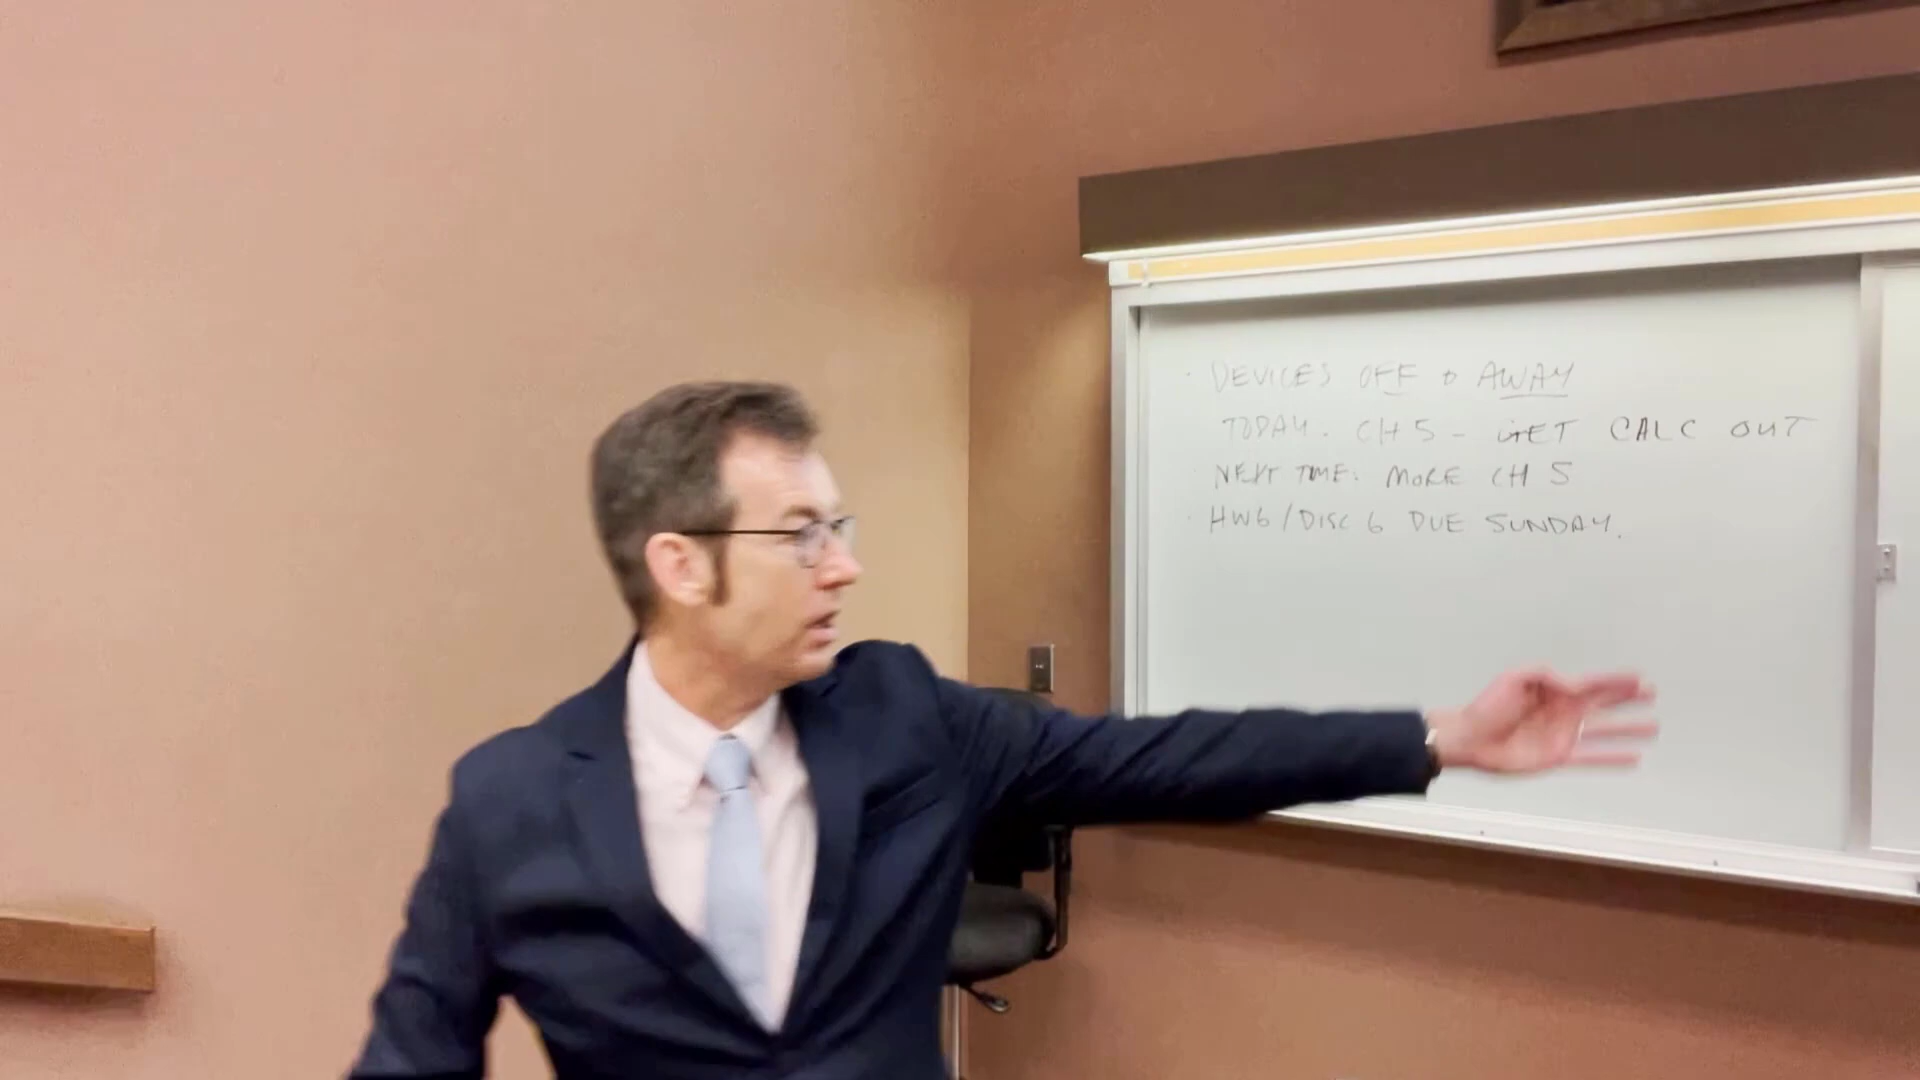 · DEVICES OFF & AWAY
TODAY. CH 5 - GET CALC OUT
· NEXT TIME: MORE CH 5
· HW6/DISC 6 DUE SUNDAY.